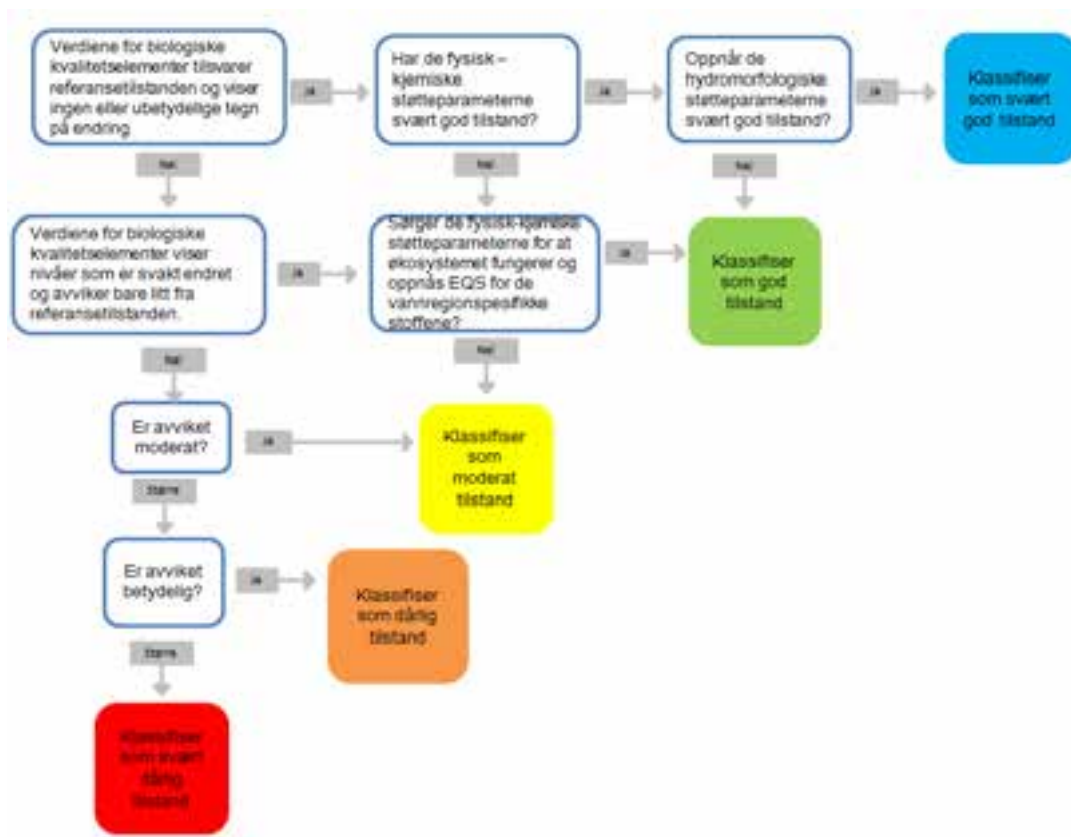 Verdiene for biologiske
kvalitetselementer tilsvarer
referansetilstanden og viser
ingen eller ubetydelige tegn
på endring
Ja
Har de fysisk –
kjemiske
støtteparameterne
svært god tilstand?
Ja
Oppnår de
hydromorfologiske
støtteparameterne
svært god tilstand?
Ja
Klassifiser
som svært
god tilstand
Nei
Nei
Nei
Verdiene for biologiske
kvalitetselementer viser
nivåer som er svakt endret
og avviker bare litt fra
referansetilstanden.
Ja
Sørger de fysisk-kjemiske
støtteparameterne for at
økosystemet fungerer og
oppnås EQS for de
vannregionspesifikke
stoffene?
Ja
Klassifiser
som god
tilstand
Nei
Nei
Er avviket
moderat?
Ja
Klassifiser
som
moderat
tilstand
Større
Er avviket
betydelig?
Ja
Klassifiser
som dårlig
tilstand
Større
Klassifiser
som svært
dårlig
tilstand